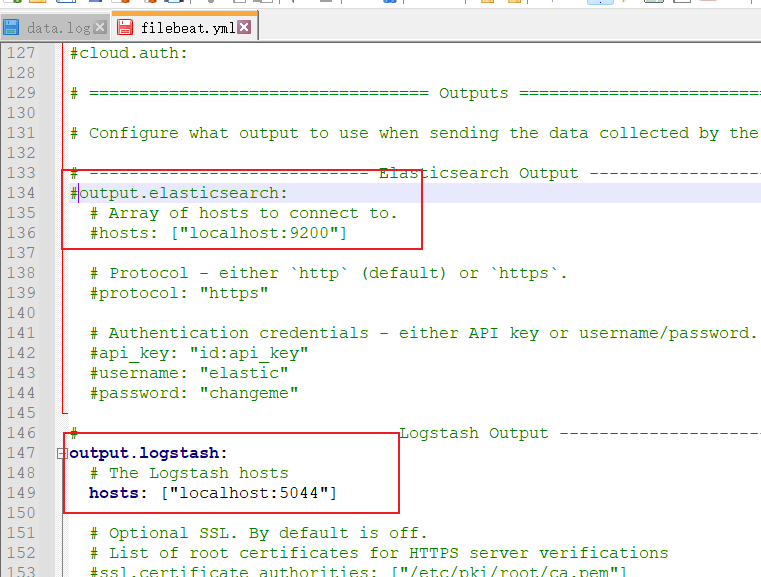 data.log
filebeat.yml
127 #cloud.auth:
128
129 # ================================== Outputs =========================
130
131 # Configure what output to use when sending the data collected by the
132
133 # ---------------------------- Elasticsearch Output ------------------
134 #output.elasticsearch:
135 # Array of hosts to connect to.
136 #hosts: ["localhost:9200"]
137
138 # Protocol - either `http` (default) or `https`.
139 #protocol: "https"
140
141 # Authentication credentials - either API key or username/password.
142 #api_key: "id:api_key"
143 #username: "elastic"
144 #password: "changeme"
145
146 # Logstash Output ---------------------
147 output.logstash:
148 # The Logstash hosts
149 hosts: ["localhost:5044"]
150
151 # Optional SSL. By default is off.
152 # List of root certificates for HTTPS server verifications
153 #ssl.certificate_authorities: ["/etc/pki/root/ca.pem"]